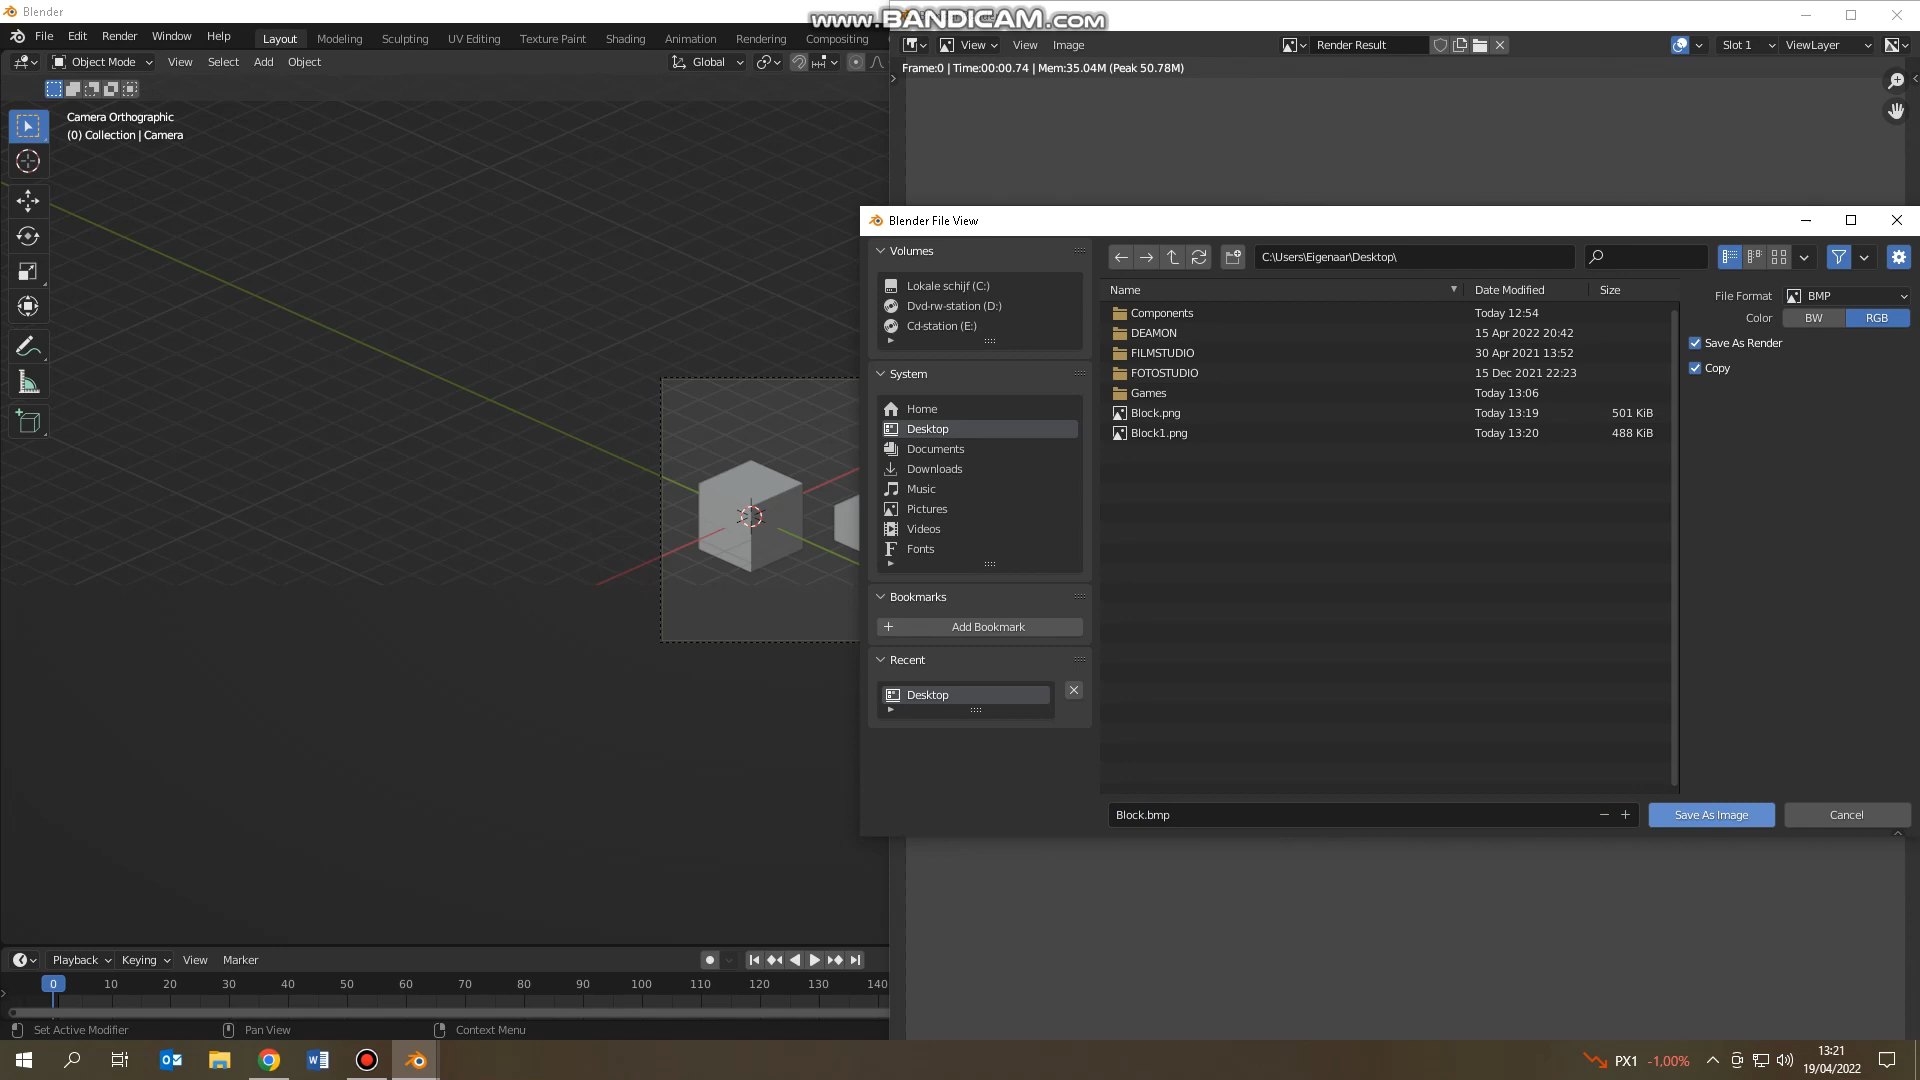 Blender
www.BANDICAM.com
File Edit Render Window Help Layout Modeling Sculpting UV Editing Texture Paint Shading Animation Rendering Compositing
Object Mode View Select Add Object Global
View View Image Render Result Slot 1 ViewLayer
Frame:0 | Time:00:00.74 | Mem:35.04M (Peak 50.78M)
Camera Orthographic
(0) Collection | Camera
Blender File View
Volumes
Lokale schijf (C:)
Dvd-rw-station (D:)
Cd-station (E:)
System
Home
Desktop
Documents
Downloads
Music
Pictures
Videos
Fonts
Bookmarks
Add Bookmark
Recent
Desktop
C:\Users\Eigenaar\Desktop\
Name Date Modified Size
Components Today 12:54
DEAMON 15 Apr 2022 20:42
FILMSTUDIO 30 Apr 2021 13:52
FOTOSTUDIO 15 Dec 2021 22:23
Games Today 13:06
Block.png Today 13:19 501 KiB
Block1.png Today 13:20 488 KiB
File Format BMP
Color BW RGB
Save As Render
Copy
Block.bmp Save As Image Cancel
Playback Keying View Marker
0 10 20 30 40 50 60 70 80 90 100 110 120 130 140
Set Active Modifier Pan View Context Menu
PX1 -1,00%
13:21
19/04/2022